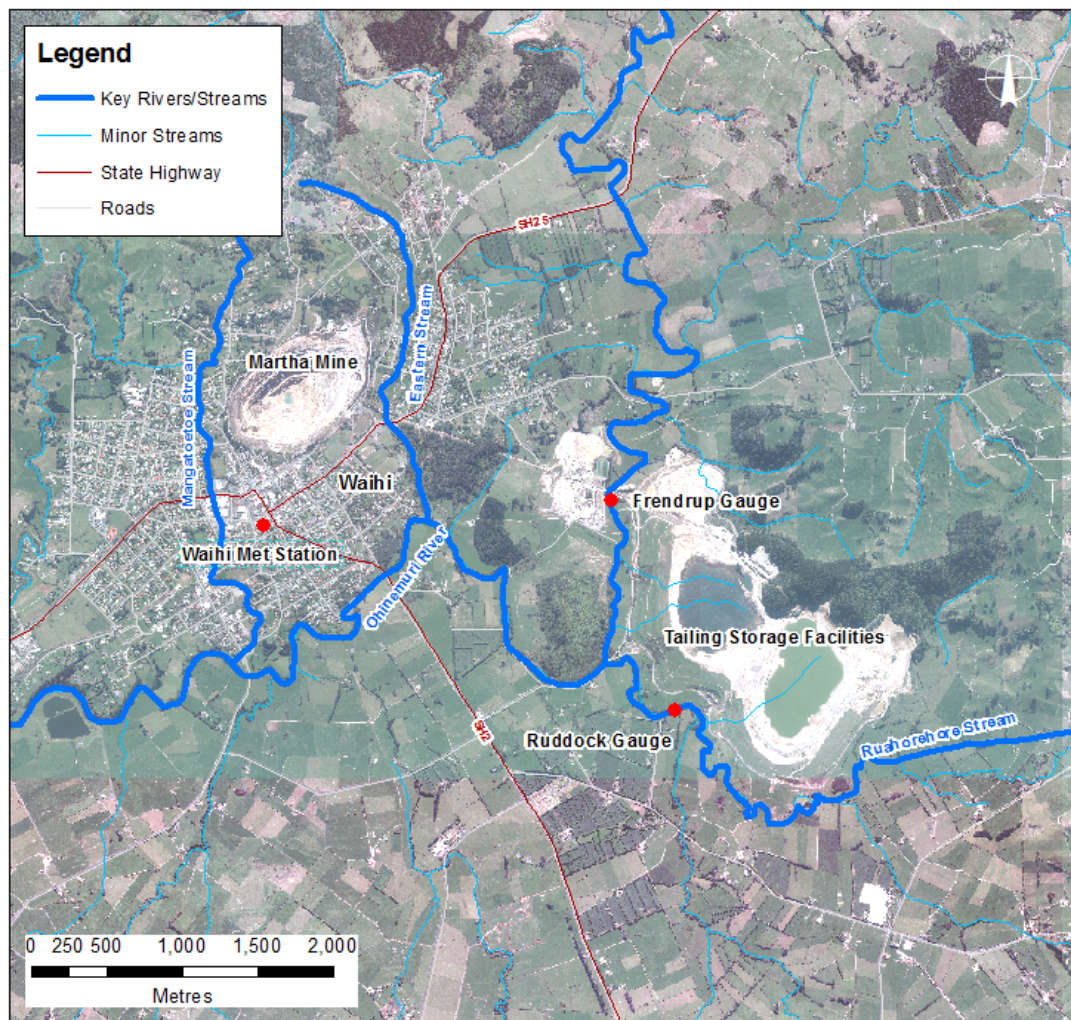 Legend
Key Rivers/Streams
Minor Streams
State Highway
Roads
SH25
Martha Mine
Eastern Stream
Mangatoetoe Stream
Waihi
Frendrup Gauge
Waihi Met Station
Ohinemuri River
Tailing Storage Facilities
SH2
Ruddock Gauge
Ruahorehore Stream
0 250 500 1,000 1,500 2,000
Metres